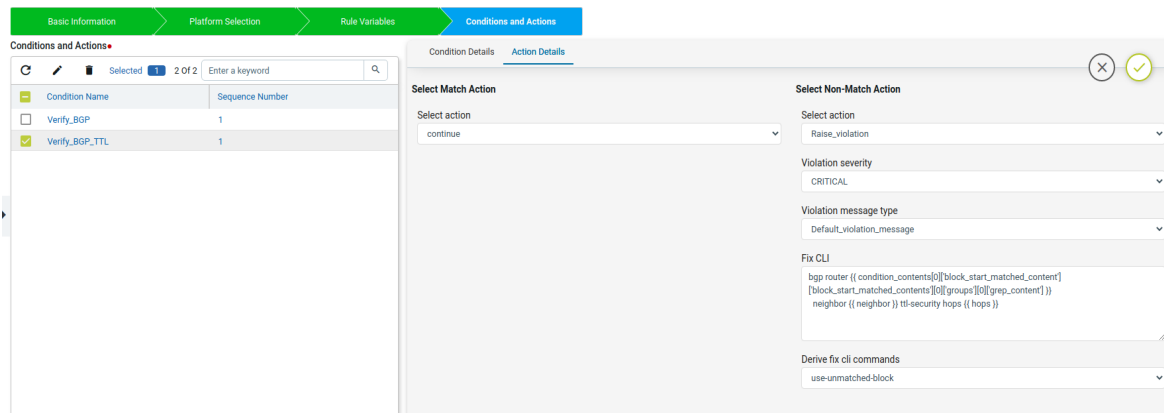 Basic Information
Platform Selection
Rule Variables
Conditions and Actions
Conditions and Actions
Selected 1 2 Of 2 Enter a keyword
Condition Name Sequence Number
Verify_BGP 1
Verify_BGP_TTL 1
Condition Details Action Details
Select Match Action
Select action
continue
Select Non-Match Action
Select action
Raise_violation
Violation severity
CRITICAL
Violation message type
Default_violation_message
Fix CLI
bgp router {{ condition_contents[0]['block_start_matched_content']
['block_start_matched_contents'][0]['groups'][0]['grep_content'] }}
neighbor {{ neighbor }} ttl-security hops {{ hops }}
Derive fix cli commands
use-unmatched-block